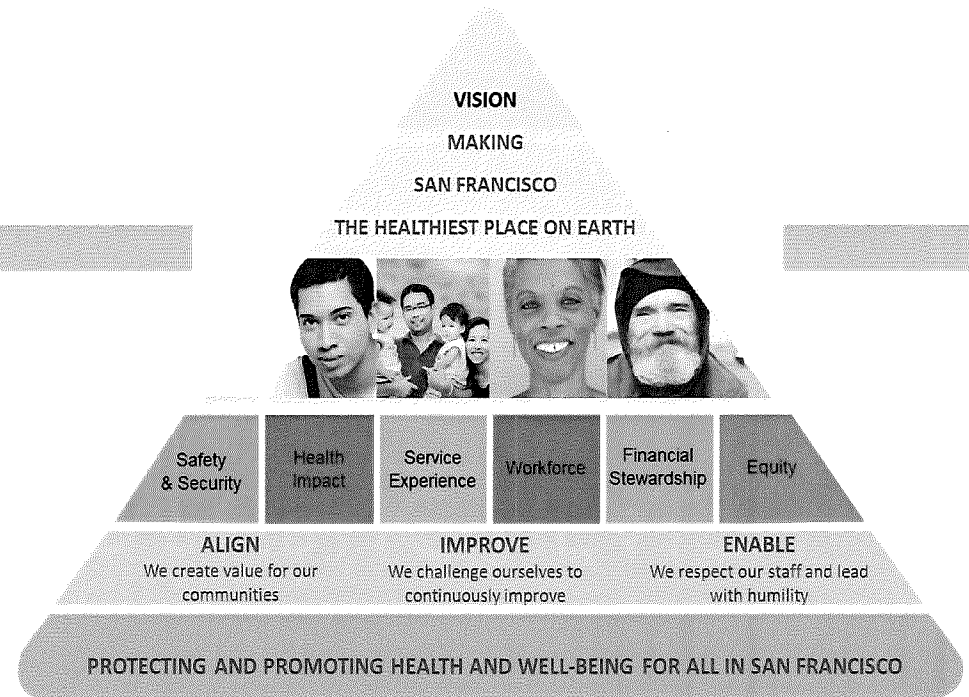 VISION
MAKING
SAN FRANCISCO
THE HEALTHIEST PLACE ON EARTH
Safety
& Security
Health
Impact
Service
Experience
Workforce
Financial
Stewardship
Equity
ALIGN
We create value for our
communities
IMPROVE
We challenge ourselves to
continuously improve
ENABLE
We respect our staff and lead
with humility
PROTECTING AND PROMOTING HEALTH AND WELL-BEING FOR ALL IN SAN FRANCISCO